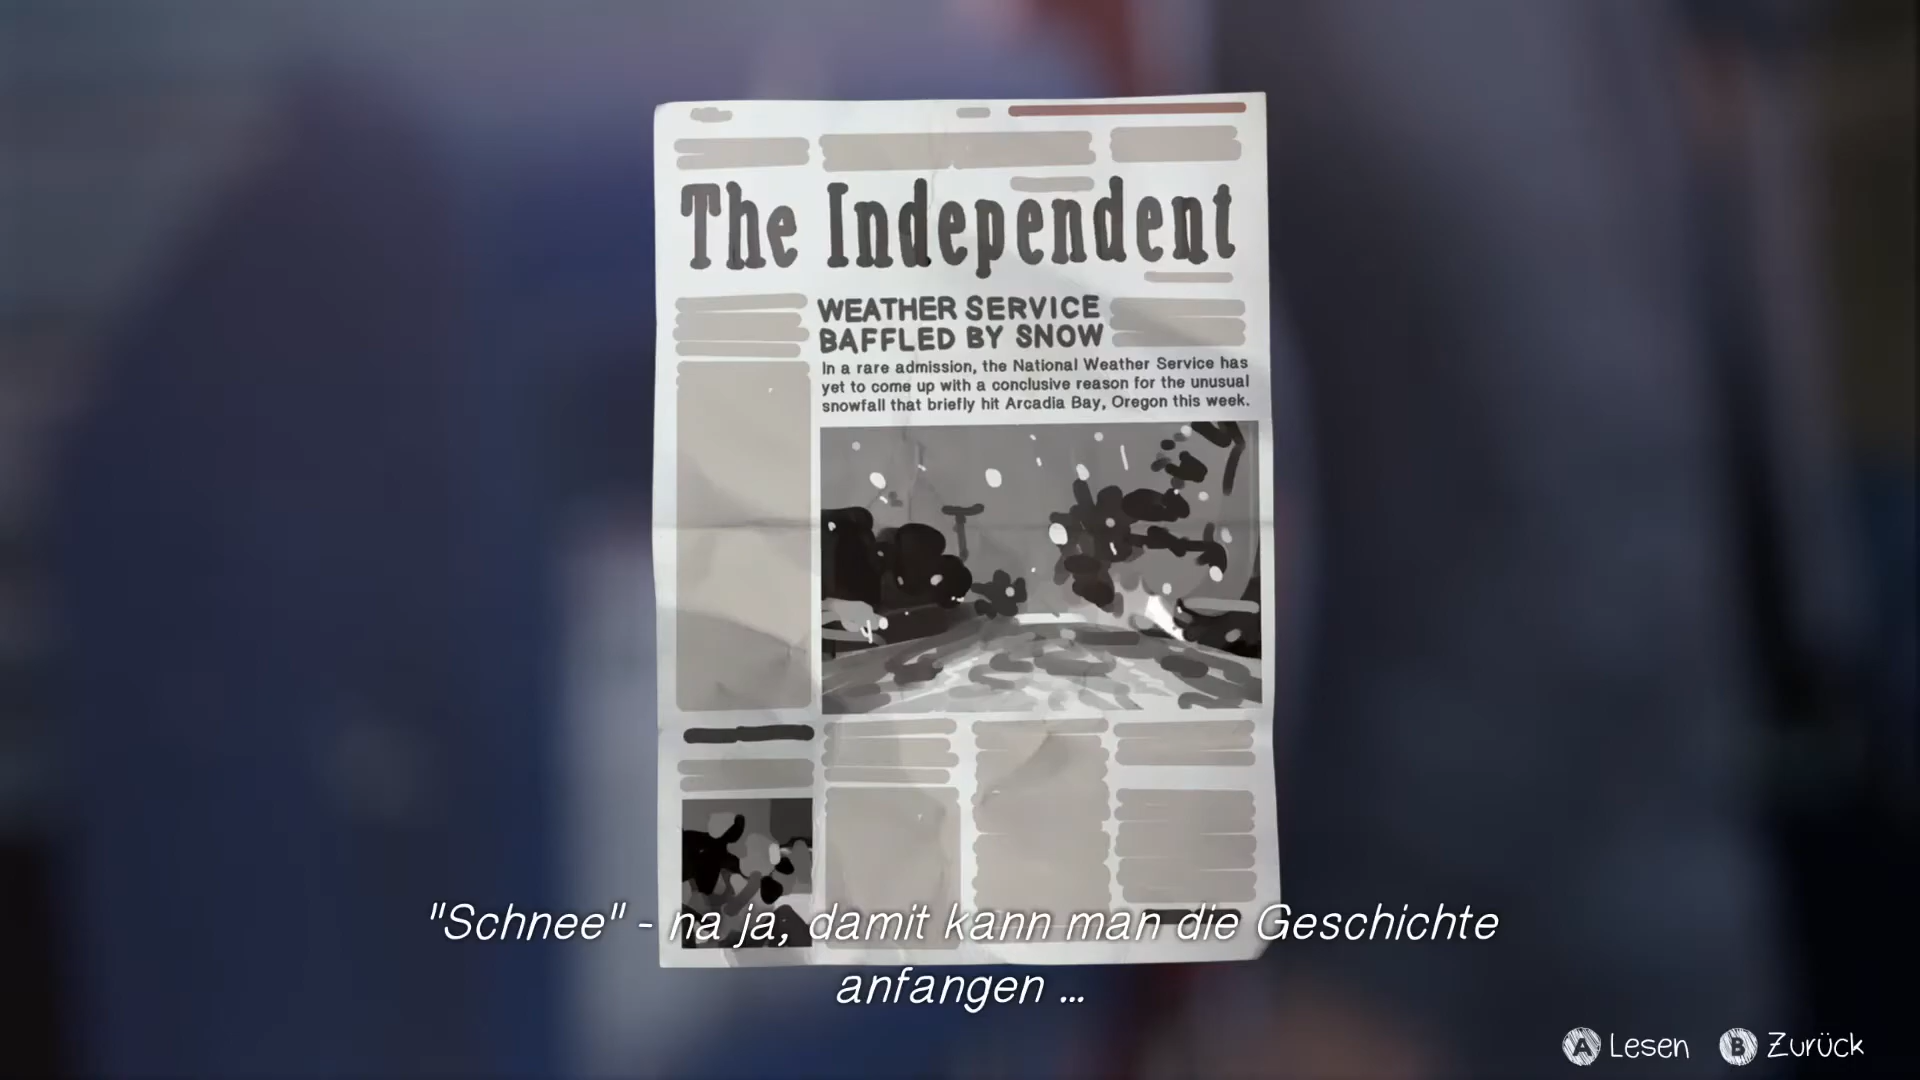 The Independent
WEATHER SERVICE
BAFFLED BY SNOW
In a rare admission, the National Weather Service has
yet to come up with a conclusive reason for the unusual
snowfall that briefly hit Arcadia Bay, Oregon this week.
"Schnee" - na ja, damit kann man die Geschichte
anfangen ...
A Lesen B Zurück